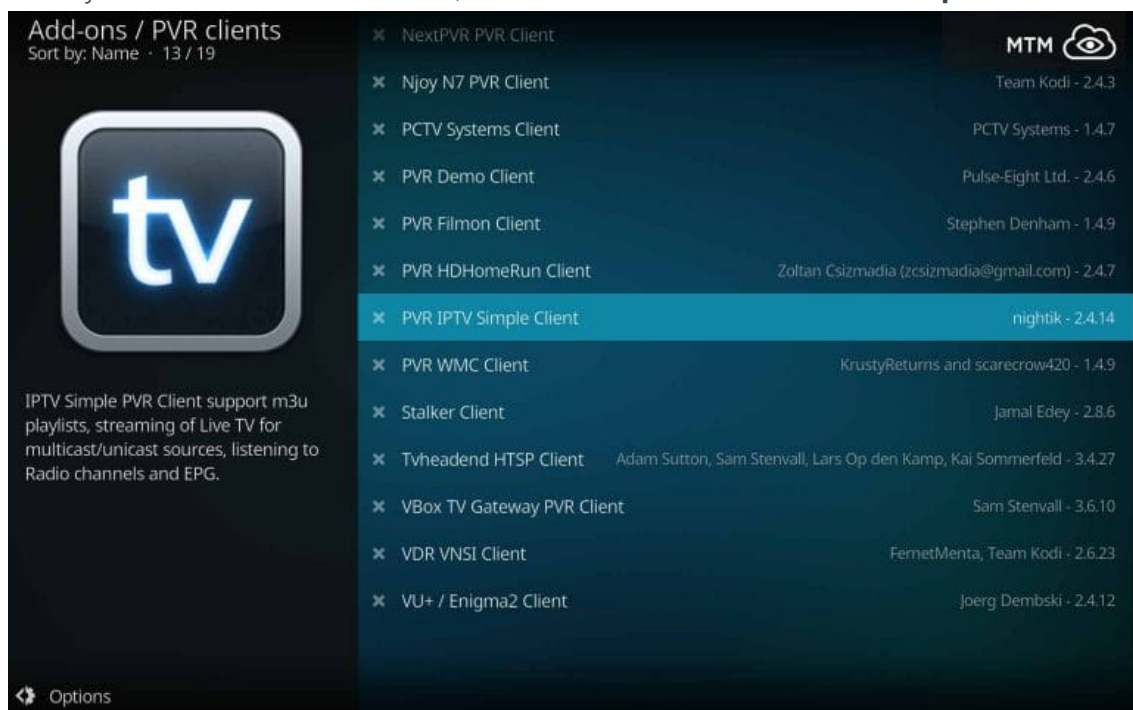 Add-ons / PVR clients
Sort by: Name · 13 / 19
tv
IPTV Simple PVR Client support m3u
playlists, streaming of Live TV for
multicast/unicast sources, listening to
Radio channels and EPG.
Options
NextPVR PVR Client
MTM
Njoy N7 PVR Client Team Kodi - 2.4.3
PCTV Systems Client PCTV Systems - 1.4.7
PVR Demo Client Pulse-Eight Ltd. - 2.4.6
PVR Filmon Client Stephen Denham - 1.4.9
PVR HDHomeRun Client Zoltan Csizmadia (zcsizmadia@gmail.com) - 2.4.7
PVR IPTV Simple Client nightik - 2.4.14
PVR WMC Client KrustyReturns and scarecrow420 - 1.4.9
Stalker Client Jamal Edey - 2.8.6
Tvheadend HTSP Client Adam Sutton, Sam Stenvall, Lars Op den Kamp, Kai Sommerfeld - 3.4.27
VBox TV Gateway PVR Client Sam Stenvall - 3.6.10
VDR VNSI Client FernetMenta, Team Kodi - 2.6.23
VU+ / Enigma2 Client Joerg Dembski - 2.4.12